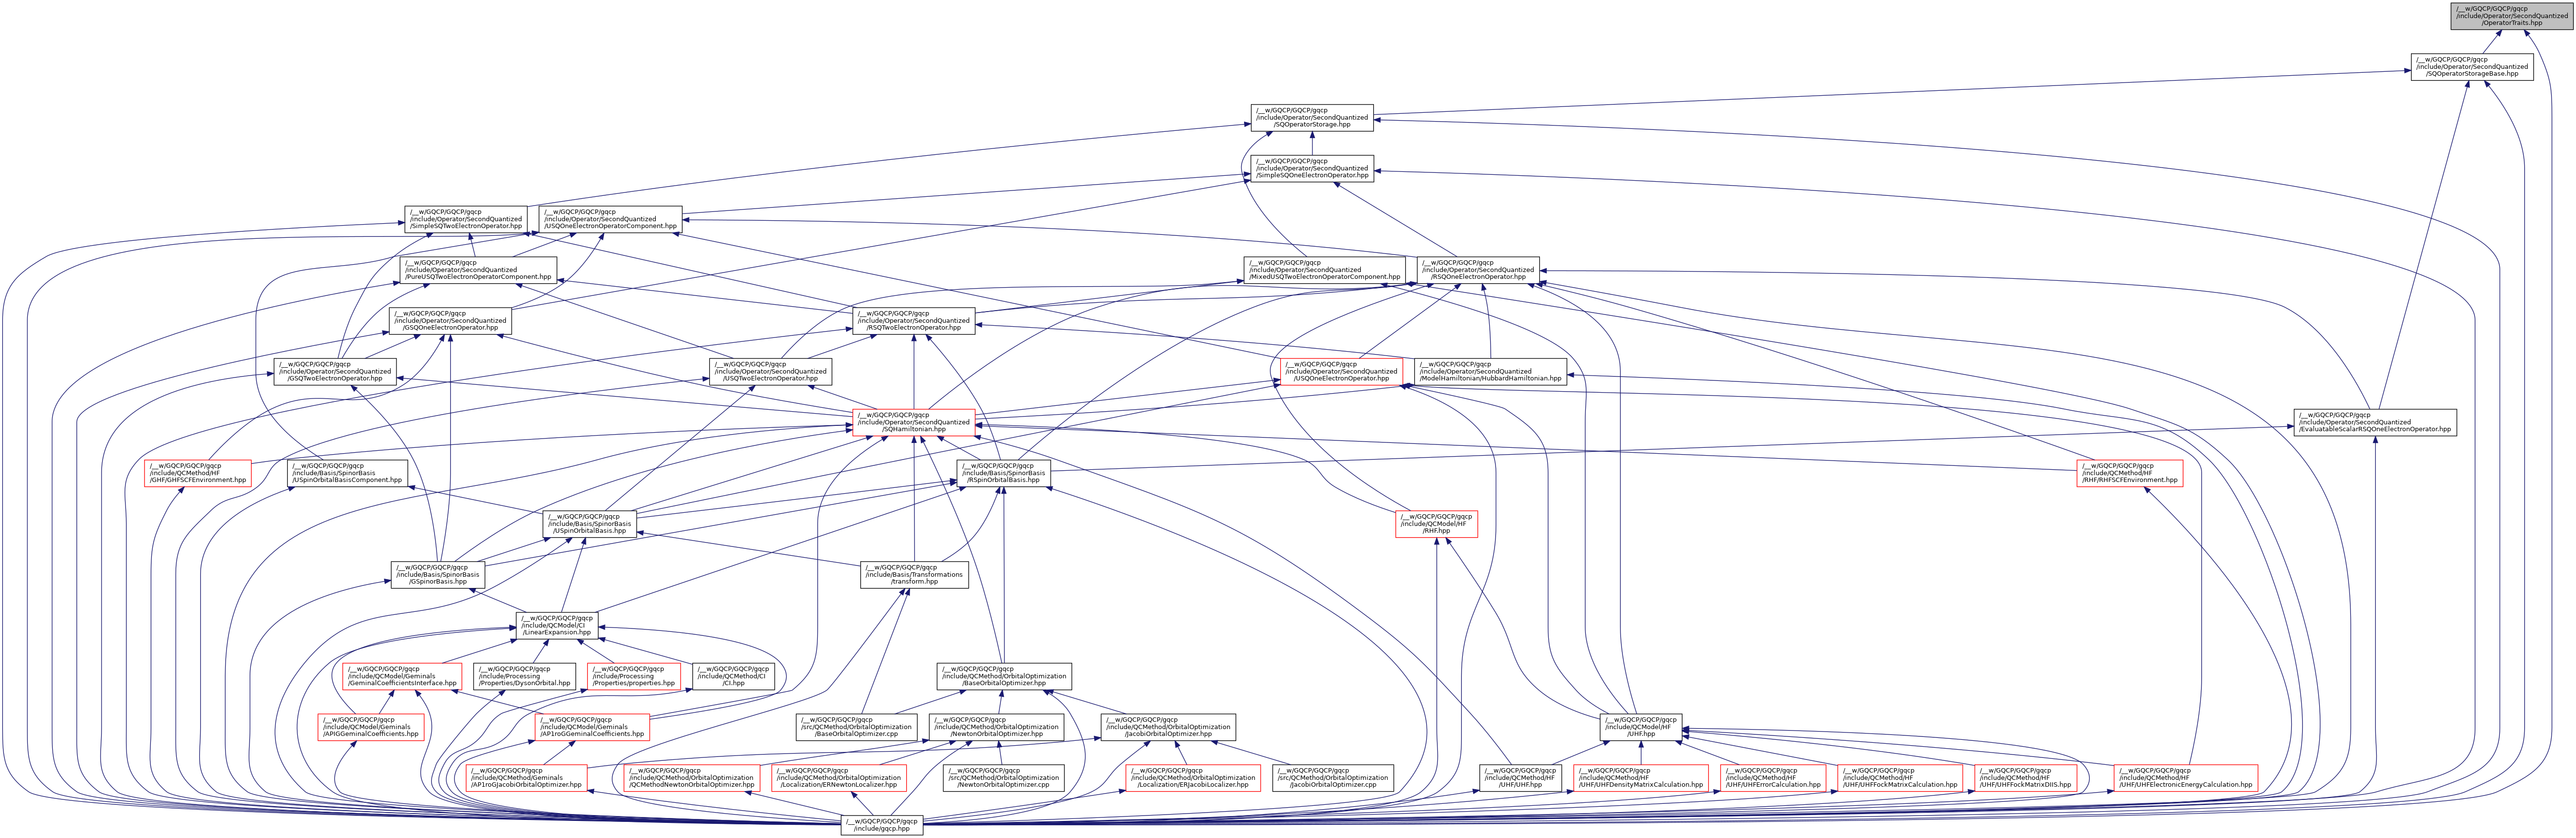 /__w/GQCP/GQCP/gqcp
/include/Operator/SecondQuantized
/OperatorTraits.hpp
/__w/GQCP/GQCP/gqcp
/include/Operator/SecondQuantized
/SQOperatorStorageBase.hpp
/__w/GQCP/GQCP/gqcp
/include/Operator/SecondQuantized
/SQOperatorStorage.hpp
/__w/GQCP/GQCP/gqcp
/include/Operator/SecondQuantized
/SimpleSQOneElectronOperator.hpp
/__w/GQCP/GQCP/gqcp
/include/Operator/SecondQuantized
/SimpleSQTwoElectronOperator.hpp
/__w/GQCP/GQCP/gqcp
/include/Operator/SecondQuantized
/USQOneElectronOperatorComponent.hpp
/__w/GQCP/GQCP/gqcp
/include/Operator/SecondQuantized
/PureUSQTwoElectronOperatorComponent.hpp
/__w/GQCP/GQCP/gqcp
/include/Operator/SecondQuantized
/MixedUSQTwoElectronOperatorComponent.hpp
/__w/GQCP/GQCP/gqcp
/include/Operator/SecondQuantized
/RSQOneElectronOperator.hpp
/__w/GQCP/GQCP/gqcp
/include/Operator/SecondQuantized
/GSQOneElectronOperator.hpp
/__w/GQCP/GQCP/gqcp
/include/Operator/SecondQuantized
/RSQTwoElectronOperator.hpp
/__w/GQCP/GQCP/gqcp
/include/Operator/SecondQuantized
/GSQTwoElectronOperator.hpp
/__w/GQCP/GQCP/gqcp
/include/Operator/SecondQuantized
/USQTwoElectronOperator.hpp
/__w/GQCP/GQCP/gqcp
/include/Operator/SecondQuantized
/USQOneElectronOperator.hpp
/__w/GQCP/GQCP/gqcp
/include/Operator/SecondQuantized
/ModelHamiltonian/HubbardHamiltonian.hpp
/__w/GQCP/GQCP/gqcp
/include/Operator/SecondQuantized
/SQHamiltonian.hpp
/__w/GQCP/GQCP/gqcp
/include/Operator/SecondQuantized
/EvaluatableScalarRSQOneElectronOperator.hpp
/__w/GQCP/GQCP/gqcp
/include/QCMethod/HF
/GHF/GHFSCFEnvironment.hpp
/__w/GQCP/GQCP/gqcp
/include/Basis/SpinorBasis
/USpinOrbitalBasisComponent.hpp
/__w/GQCP/GQCP/gqcp
/include/Basis/SpinorBasis
/RSpinOrbitalBasis.hpp
/__w/GQCP/GQCP/gqcp
/include/QCMethod/HF
/RHF/RHFSCFEnvironment.hpp
/__w/GQCP/GQCP/gqcp
/include/Basis/SpinorBasis
/USpinOrbitalBasis.hpp
/__w/GQCP/GQCP/gqcp
/include/QCModel/HF
/RHF.hpp
/__w/GQCP/GQCP/gqcp
/include/Basis/SpinorBasis
/GSpinorBasis.hpp
/__w/GQCP/GQCP/gqcp
/include/Basis/Transformations
/transform.hpp
/__w/GQCP/GQCP/gqcp
/include/QCModel/CI
/LinearExpansion.hpp
/__w/GQCP/GQCP/gqcp
/include/QCModel/Geminals
/GeminalCoefficientsInterface.hpp
/__w/GQCP/GQCP/gqcp
/include/Processing
/Properties/DysonOrbital.hpp
/__w/GQCP/GQCP/gqcp
/include/Processing
/Properties/properties.hpp
/__w/GQCP/GQCP/gqcp
/include/QCMethod/CI
/CI.hpp
/__w/GQCP/GQCP/gqcp
/include/QCMethod/OrbitalOptimization
/BaseOrbitalOptimizer.hpp
/__w/GQCP/GQCP/gqcp
/include/QCModel/Geminals
/APIGGeminalCoefficients.hpp
/__w/GQCP/GQCP/gqcp
/include/QCModel/Geminals
/AP1roGGeminalCoefficients.hpp
/__w/GQCP/GQCP/gqcp
/src/QCMethod/OrbitalOptimization
/BaseOrbitalOptimizer.cpp
/__w/GQCP/GQCP/gqcp
/include/QCMethod/OrbitalOptimization
/NewtonOrbitalOptimizer.hpp
/__w/GQCP/GQCP/gqcp
/include/QCMethod/OrbitalOptimization
/JacobiOrbitalOptimizer.hpp
/__w/GQCP/GQCP/gqcp
/include/QCModel/HF
/UHF.hpp
/__w/GQCP/GQCP/gqcp
/include/QCMethod/Geminals
/AP1roGJacobiOrbitalOptimizer.hpp
/__w/GQCP/GQCP/gqcp
/include/QCMethod/OrbitalOptimization
/QCMethodNewtonOrbitalOptimizer.hpp
/__w/GQCP/GQCP/gqcp
/include/QCMethod/OrbitalOptimization
/Localization/ERNewtonLocalizer.hpp
/__w/GQCP/GQCP/gqcp
/src/QCMethod/OrbitalOptimization
/NewtonOrbitalOptimizer.cpp
/__w/GQCP/GQCP/gqcp
/include/QCMethod/OrbitalOptimization
/Localization/ERJacobiLocalizer.hpp
/__w/GQCP/GQCP/gqcp
/src/QCMethod/OrbitalOptimization
/JacobiOrbitalOptimizer.cpp
/__w/GQCP/GQCP/gqcp
/include/QCMethod/HF
/UHF/UHF.hpp
/__w/GQCP/GQCP/gqcp
/include/QCMethod/HF
/UHF/UHFDensityMatrixCalculation.hpp
/__w/GQCP/GQCP/gqcp
/include/QCMethod/HF
/UHF/UHFErrorCalculation.hpp
/__w/GQCP/GQCP/gqcp
/include/QCMethod/HF
/UHF/UHFFockMatrixCalculation.hpp
/__w/GQCP/GQCP/gqcp
/include/QCMethod/HF
/UHF/UHFFockMatrixDIIS.hpp
/__w/GQCP/GQCP/gqcp
/include/QCMethod/HF
/UHF/UHFElectronicEnergyCalculation.hpp
/__w/GQCP/GQCP/gqcp
/include/gqcp.hpp